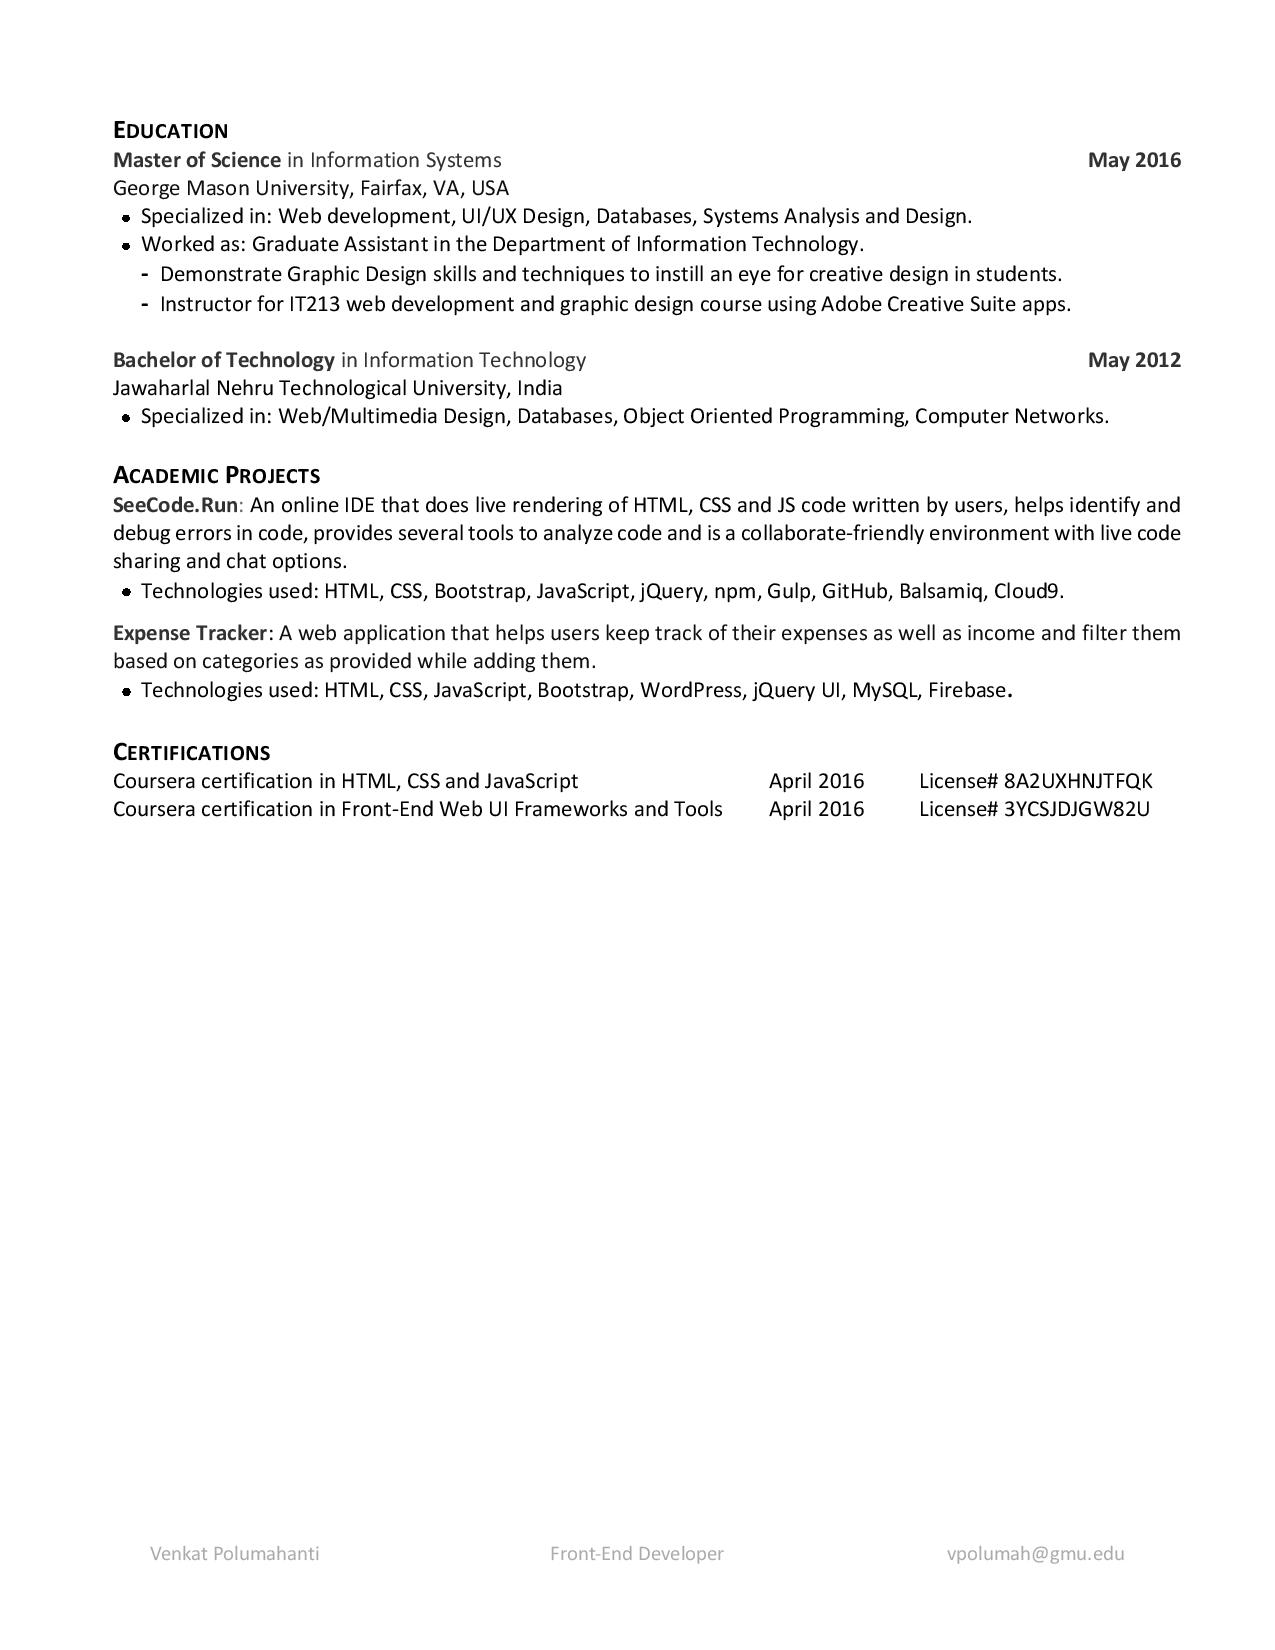 EDUCATION
Master of Science in Information Systems May 2016
George Mason University, Fairfax, VA, USA
• Specialized in: Web development, UI/UX Design, Databases, Systems Analysis and Design.
• Worked as: Graduate Assistant in the Department of Information Technology.
- Demonstrate Graphic Design skills and techniques to instill an eye for creative design in students.
- Instructor for IT213 web development and graphic design course using Adobe Creative Suite apps.
Bachelor of Technology in Information Technology May 2012
Jawaharlal Nehru Technological University, India
• Specialized in: Web/Multimedia Design, Databases, Object Oriented Programming, Computer Networks.
ACADEMIC PROJECTS
SeeCode.Run: An online IDE that does live rendering of HTML, CSS and JS code written by users, helps identify and
debug errors in code, provides several tools to analyze code and is a collaborate-friendly environment with live code
sharing and chat options.
• Technologies used: HTML, CSS, Bootstrap, JavaScript, jQuery, npm, Gulp, GitHub, Balsamiq, Cloud9.
Expense Tracker: A web application that helps users keep track of their expenses as well as income and filter them
based on categories as provided while adding them.
• Technologies used: HTML, CSS, JavaScript, Bootstrap, WordPress, jQuery UI, MySQL, Firebase.
CERTIFICATIONS
Coursera certification in HTML, CSS and JavaScript April 2016 License# 8A2UXHNJTFQK
Coursera certification in Front-End Web UI Frameworks and Tools April 2016 License# 3YCSJDJGW82U
Venkat Polumahanti Front-End Developer vpolumah@gmu.edu